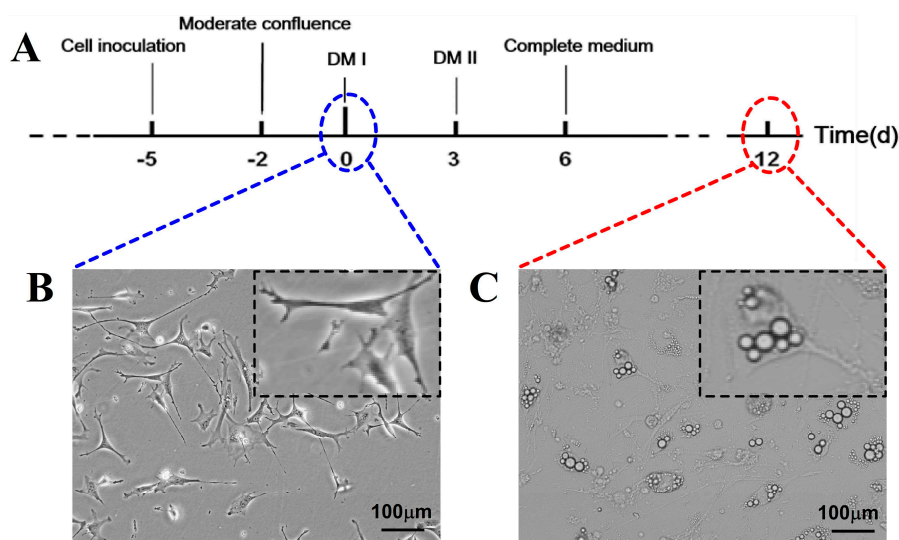 A
Cell inoculation
Moderate confluence
DM I
DM II
Complete medium
-5
-2
0
3
6
12
Time(d)
B
100μm
C
100μm